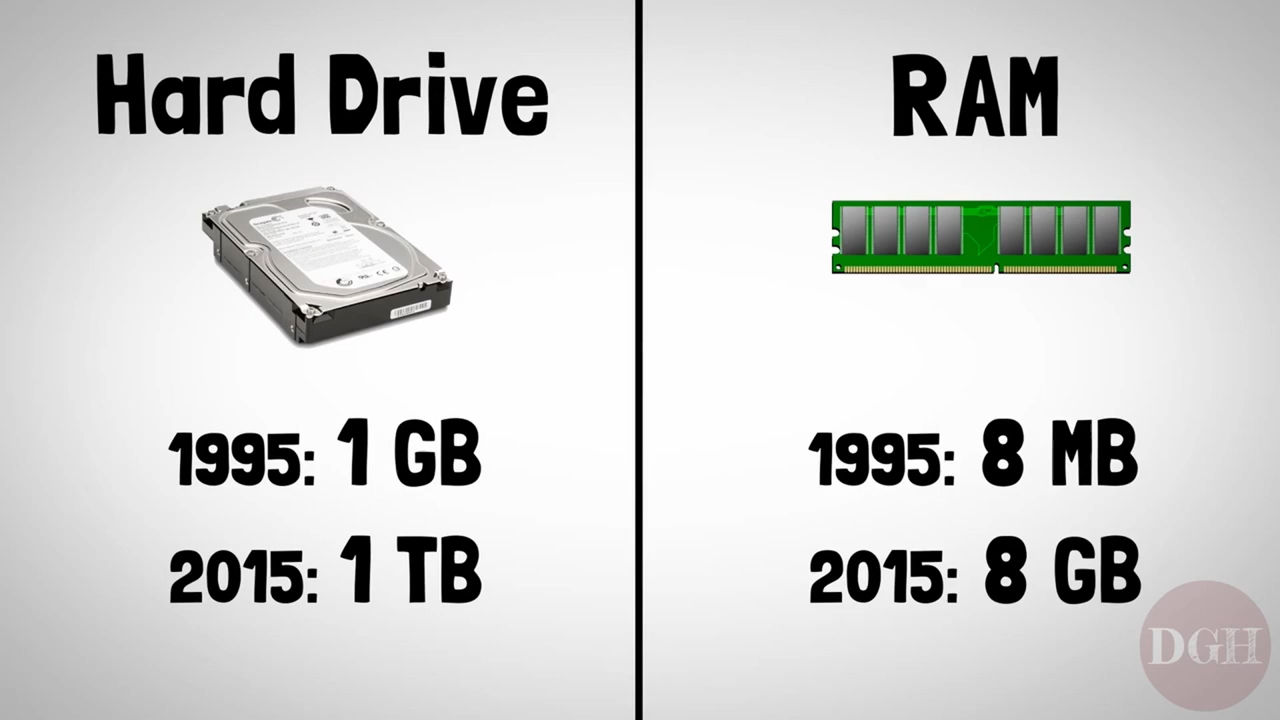 Hard Drive
1995: 1 GB
2015: 1 TB
RAM
1995: 8 MB
2015: 8 GB
DGH